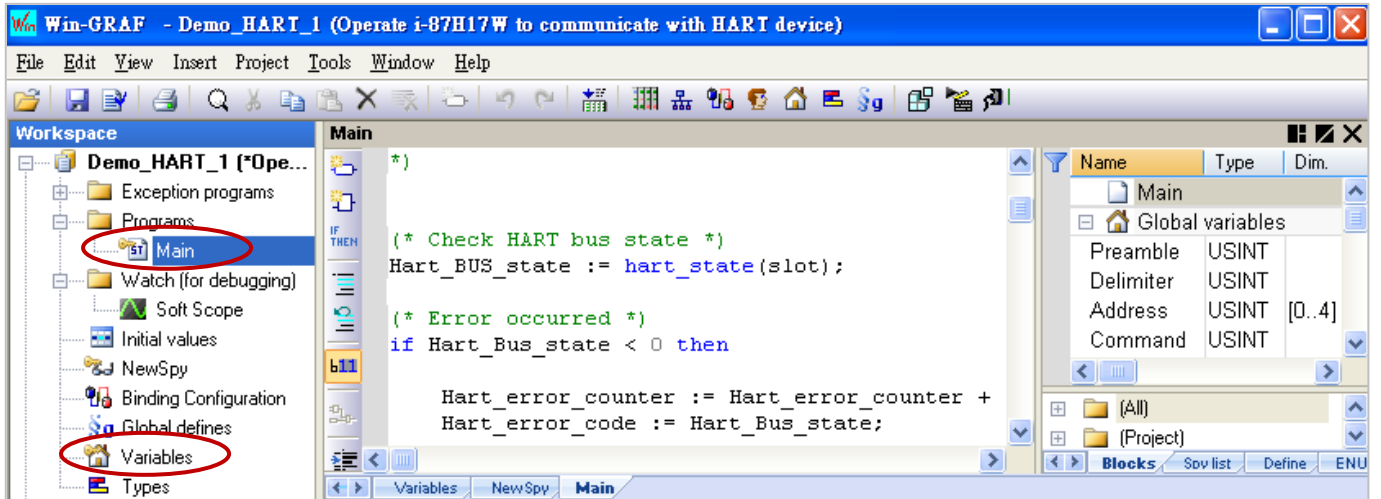 Win-GRAF - Demo_HART_1 (Operate i-87H17W to communicate with HART device)
File Edit View Insert Project Tools Window Help
Workspace
Demo_HART_1 (*Ope...
Exception programs
Programs
ST Main
Watch (for debugging)
Soft Scope
Initial values
NewSpy
Binding Configuration
Global defines
Variables
Types
Main
IF
THEN
*)
(* Check HART bus state *)
Hart_BUS_state := hart_state(slot);
(* Error occurred *)
if Hart_Bus_state < 0 then
Hart_error_counter := Hart_error_counter +
Hart_error_code := Hart_Bus_state;
Variables NewSpy Main
Name Type Dim.
Main
Global variables
Preamble USINT
Delimiter USINT
Address USINT [0..4]
Command USINT
(All)
(Project)
Blocks Spy list Define ENU